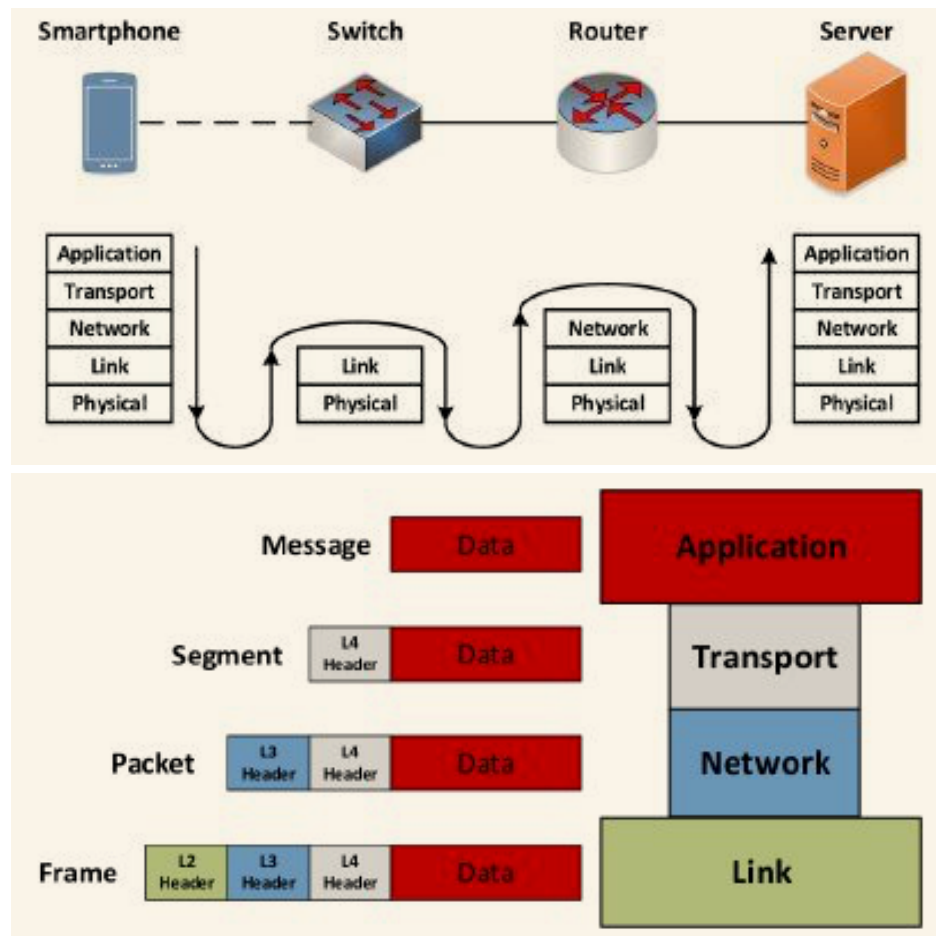 Smartphone
Switch
Router
Server
Application
Transport
Network
Link
Physical
Link
Physical
Network
Link
Physical
Application
Transport
Network
Link
Physical
Message
Data
Application
Segment
L4
Header
Data
Transport
Packet
L3
Header
L4
Header
Data
Network
Frame
L2
Header
L3
Header
L4
Header
Data
Link